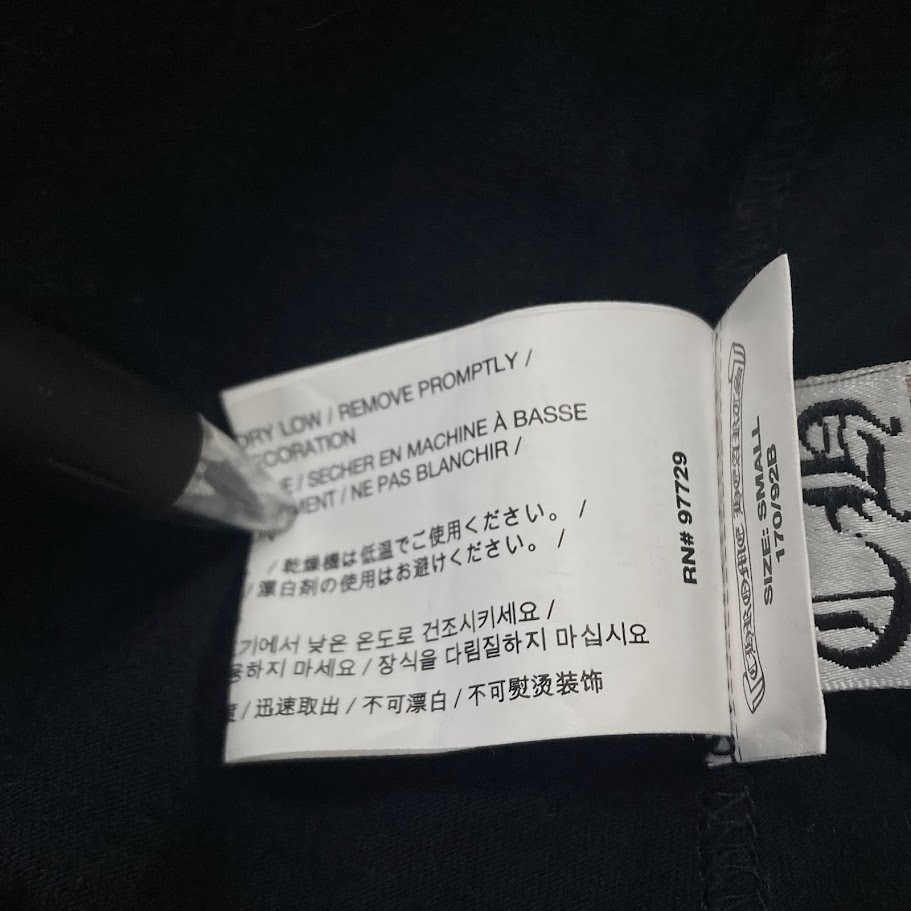 DRY LOW / REMOVE PROMPTLY /
DECORATION
/ SECHER EN MACHINE À BASSE
/ NE PAS BLANCHIR /
/ 乾燥機は低温でご使用ください。 /
/ 漂白剤の使用はお避けください。 /
기에서 낮은 온도로 건조시키세요 /
용하지 마세요 / 장식을 다림질하지 마십시요
度 / 迅速取出 / 不可漂白 / 不可熨烫装饰
RN# 97729
CHROME HEARTS
SIZE: SMALL
170/92B